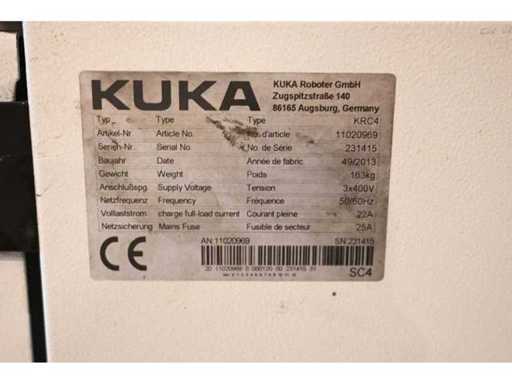 KUKA
KUKA Roboter GmbH
Zugspitzstraße 140
86165 Augsburg, Germany
Typ Type Type KRC4
Artikel-Nr. Article No. No. d'article 11020969
Serien-Nr. Serial No. No. de Série 231415
Baujahr Date Année de fabric 49/2013
Gewicht Weight Poids 163kg
Anschlußspg. Supply Voltage Tension 3x400V
Netzfrequenz Frequency Fréquence 50/60Hz
Volllaststrom charge full-load current Courant pleine 22A
Netzsicherung Mains Fuse Fusible de secteur 25A
AN:11020969 SN:231415
CE
SC4